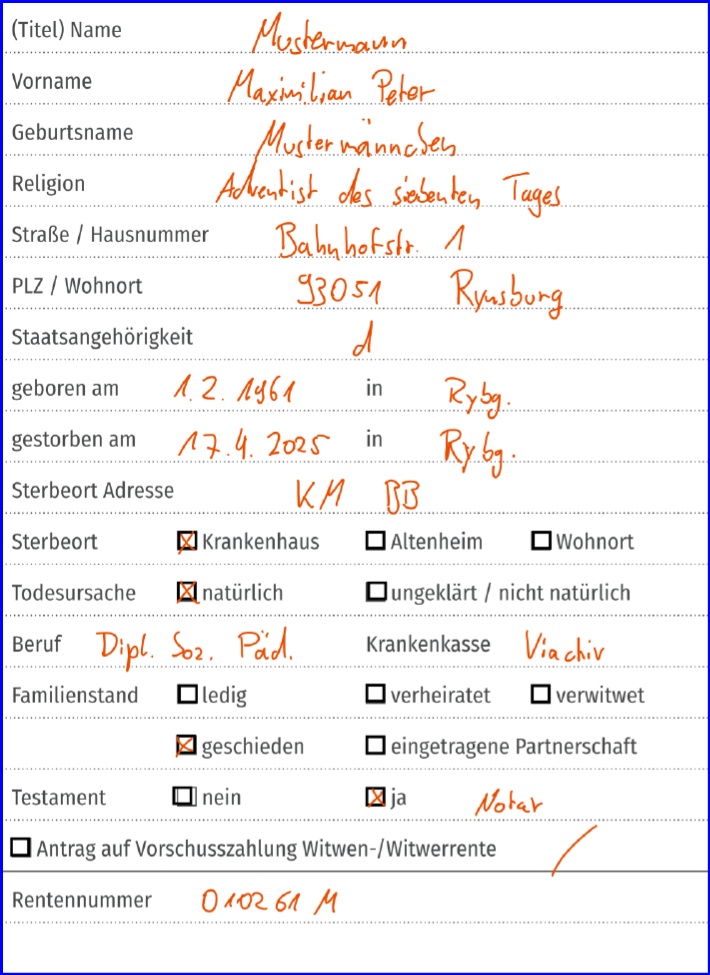 (Titel) Name Mustermann
Vorname Maximilian Peter
Geburtsname Mustermännchen
Religion Adventist des siebenten Tages
Straße / Hausnummer Bahnhofstr. 1
PLZ / Wohnort 93051 Rynsburg
Staatsangehörigkeit d
geboren am 1.2.1961 in Rybg.
gestorben am 17.4.2025 in Rybg.
Sterbeort Adresse KH BB
Sterbeort ☒ Krankenhaus ☐ Altenheim ☐ Wohnort
Todesursache ☒ natürlich ☐ ungeklärt / nicht natürlich
Beruf Dipl. Soz. Päd. Krankenkasse Viachiv
Familienstand ☐ ledig ☐ verheiratet ☐ verwitwet
☒ geschieden ☐ eingetragene Partnerschaft
Testament ☐ nein ☒ ja Notar
☐ Antrag auf Vorschusszahlung Witwen-/Witwerrente /
Rentennummer 010261 M